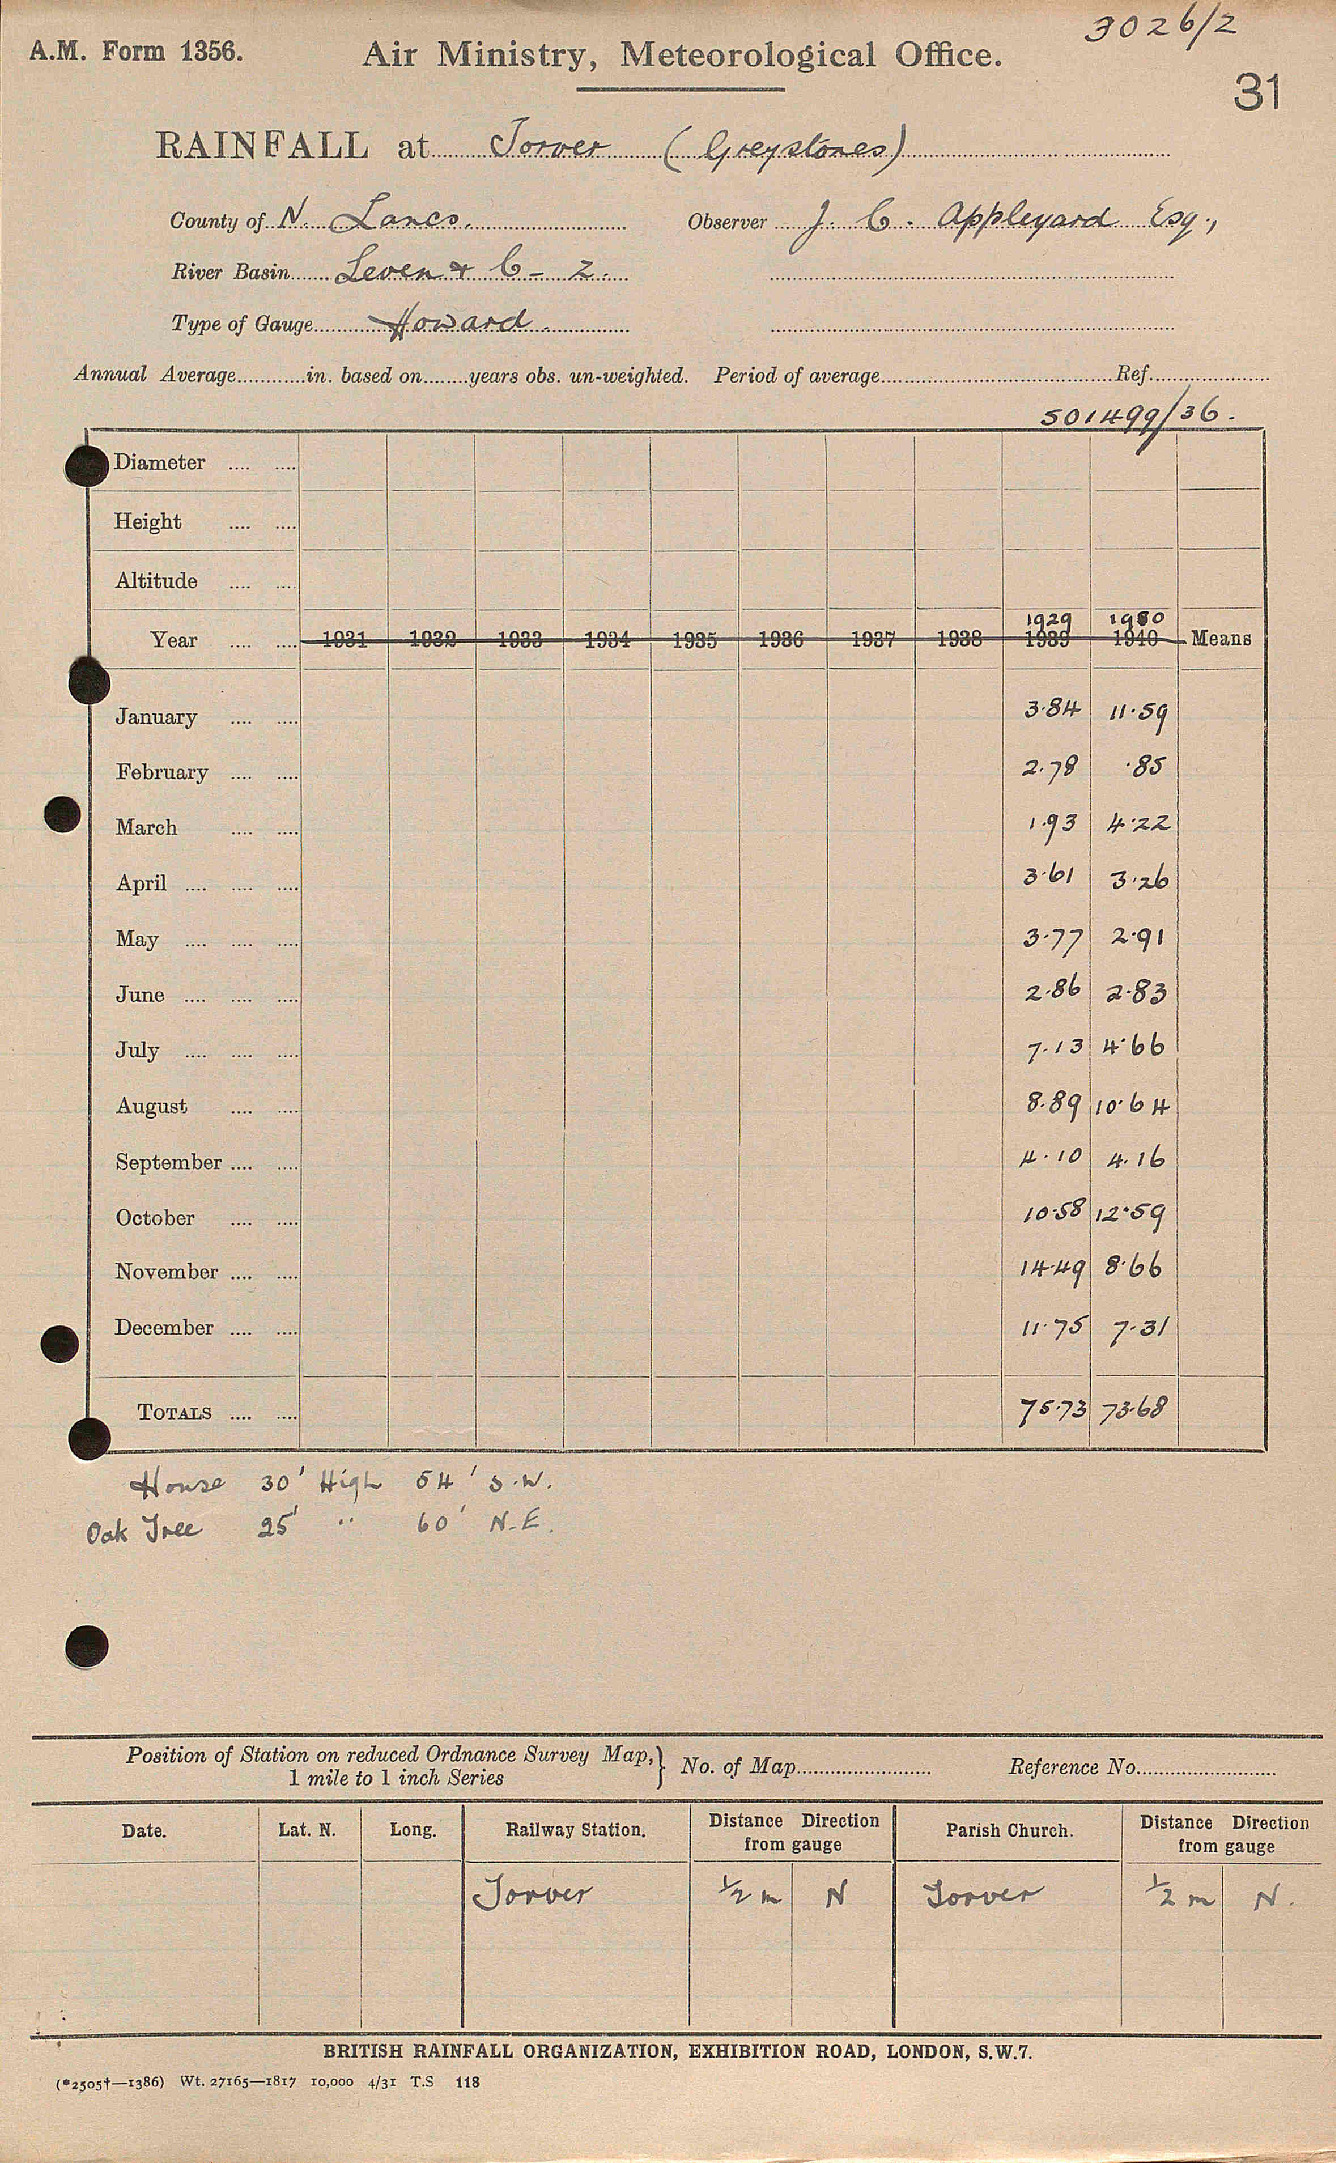 3026/2
A.M. Form 1356. Air Ministry, Meteorological Office.
31
RAINFALL at Torver (Greystones)
County of N. Lancs. Observer J. C. Appleyard Esq.,
River Basin Leven & C - Z.
Type of Gauge Howard.
Annual Average............in. based on........years obs. un-weighted. Period of average........................................Ref.....................
501499/36.
Diameter .... ....
Height .... ....
Altitude .... ....
1929 1930
Year .... .... 1931 1932 1933 1934 1935 1936 1937 1938 1939 1940 Means
January .... .... 3.84 11.59
February .... .... 2.78 .85
March .... .... 1.93 4.22
April .... .... .... 3.61 3.26
May .... .... .... 3.77 2.91
June .... .... .... 2.86 2.83
July .... .... .... 7.13 4.66
August .... .... 8.89 10.64
September .... .... 4.10 4.16
October .... .... 10.58 12.59
November .... .... 14.49 8.66
December .... .... 11.75 7.31
TOTALS .... .... 75.73 73.68
House 30' High 54' S.W.
Oak Tree 25' " 60' N.E.
Position of Station on reduced Ordnance Survey Map, } No. of Map........................ Reference No.........................
1 mile to 1 inch Series
Date. Lat. N. Long. Railway Station. Distance Direction from gauge Parish Church. Distance Direction from gauge
Torver ½ m N Torver ½ m N.
BRITISH RAINFALL ORGANIZATION, EXHIBITION ROAD, LONDON, S.W.7.
(*2505†—1386) Wt. 27165—1817 10,000 4/31 T.S 118